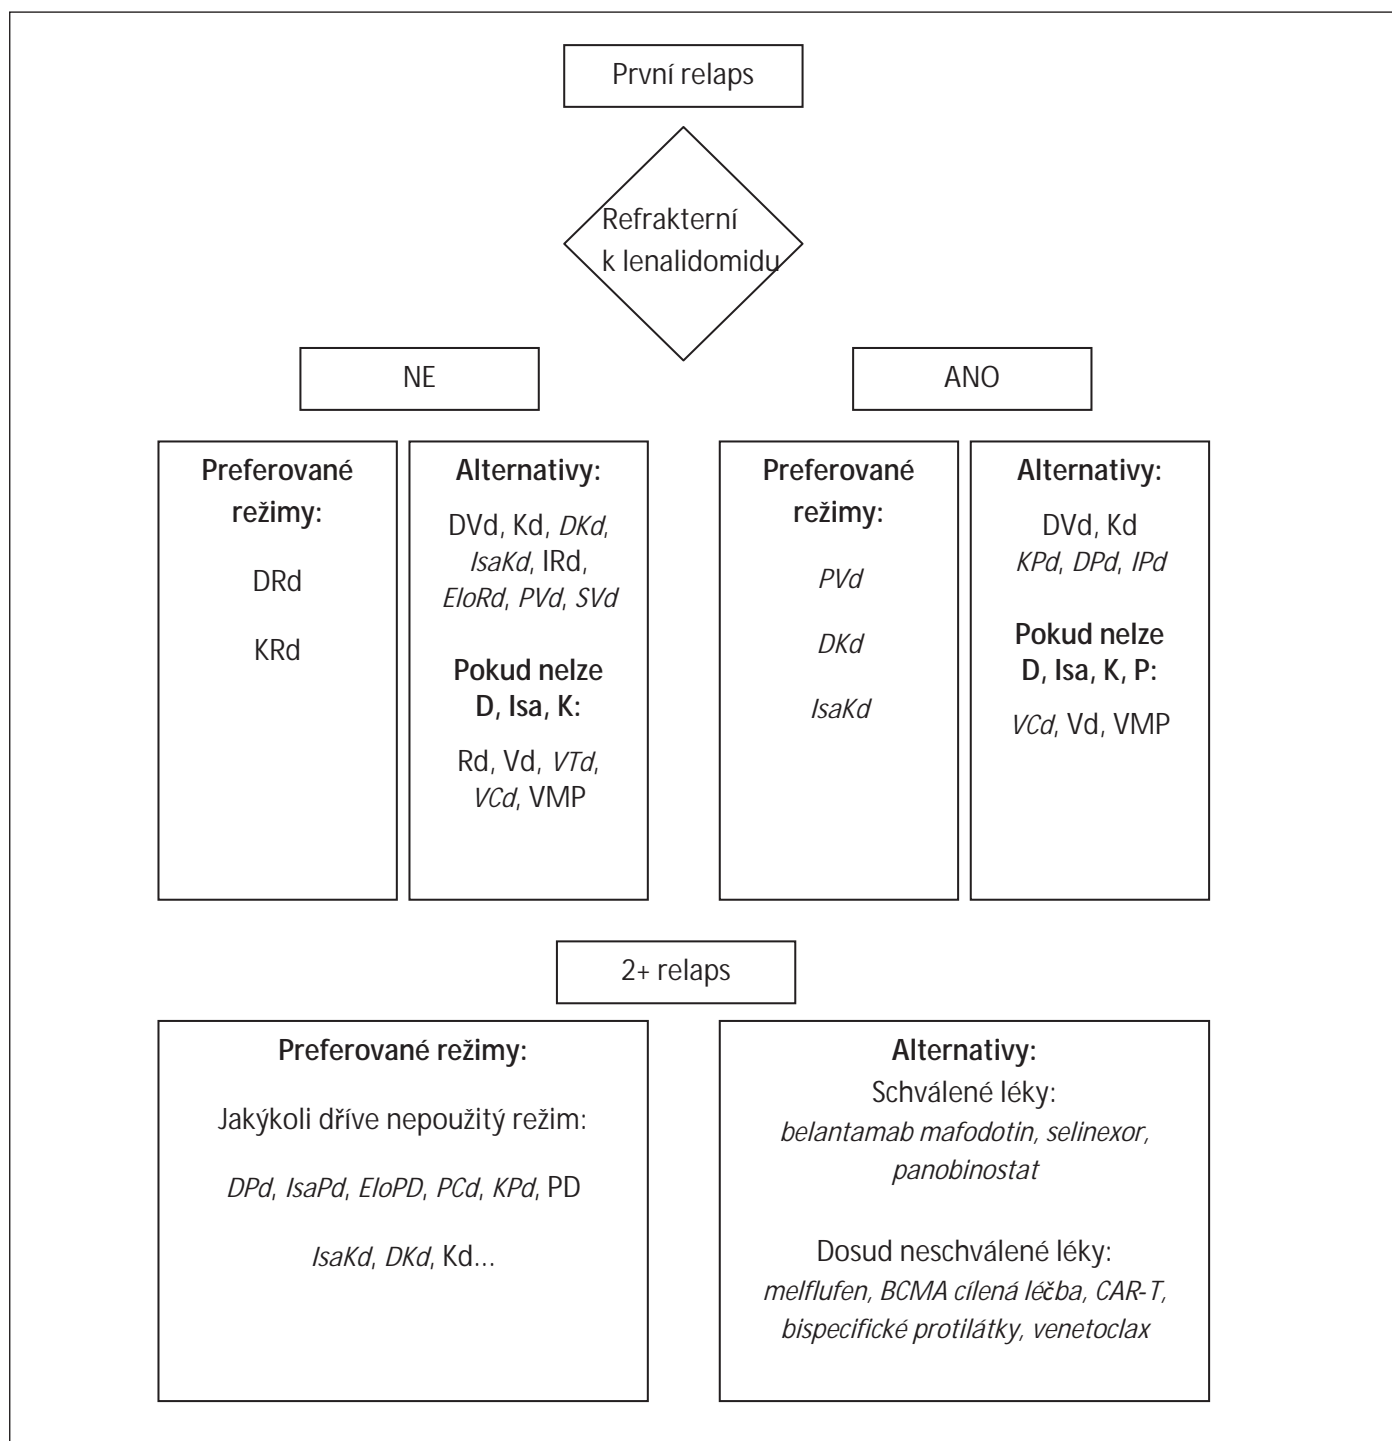 První relaps
Refrakterní
k lenalidomidu
NE
ANO
Preferované
režimy:
DRd
KRd
Alternativy:
DVd, Kd, DKd,
IsaKd, IRd,
EloRd, PVd, SVd
Pokud nelze
D, Isa, K:
Rd, Vd, VTd,
VCd, VMP
Preferované
režimy:
PVd
DKd
IsaKd
Alternativy:
DVd, Kd
KPd, DPd, IPd
Pokud nelze
D, Isa, K, P:
VCd, Vd, VMP
2+ relaps
Preferované režimy:
Jakýkoli dříve nepoužitý režim:
DPd, IsaPd, EloPD, PCd, KPd, PD
IsaKd, DKd, Kd...
Alternativy:
Schválené léky:
belantamab mafodotin, selinexor,
panobinostat
Dosud neschválené léky:
melflufen, BCMA cílená léčba, CAR-T,
bispecifické protilátky, venetoclax